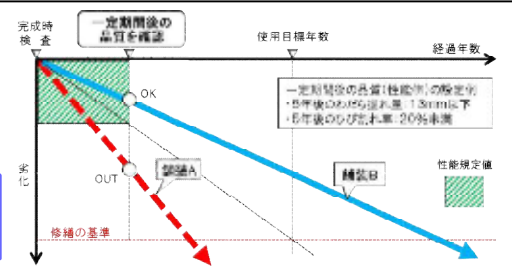 完成時
検 査
一定期間後の
品質を確認
使用目標年数
経過年数
OK
一定期間後の品質(性能値)の設定例
・5年後のわだち掘れ量:13mm以下
・5年後のひび割れ率:20%未満
劣化
OUT
舗装A
舗装B
性能規定値
修繕の基準